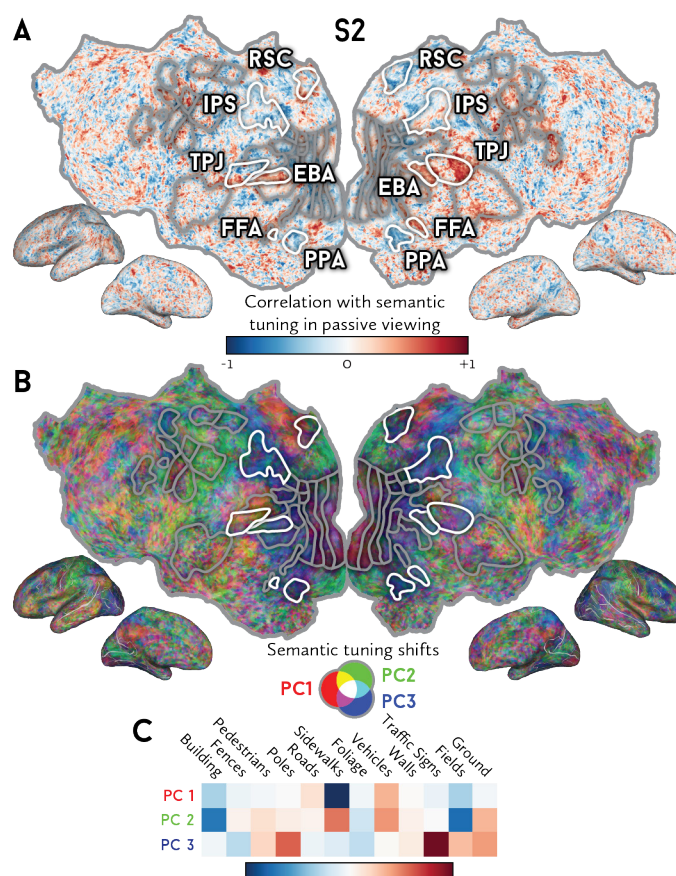 A
S2
RSC
RSC
IPS
IPS
TPJ
TPJ
EBA
EBA
FFA
FFA
PPA
PPA
Correlation with semantic
tuning in passive viewing
-1
0
+1
B
Semantic tuning shifts
PC1
PC2
PC3
C
Building
Fences
Pedestrians
Poles
Roads
Sidewalks
Foliage
Vehicles
Walls
Traffic Signs
Fields
Ground
PC 1
PC 2
PC 3